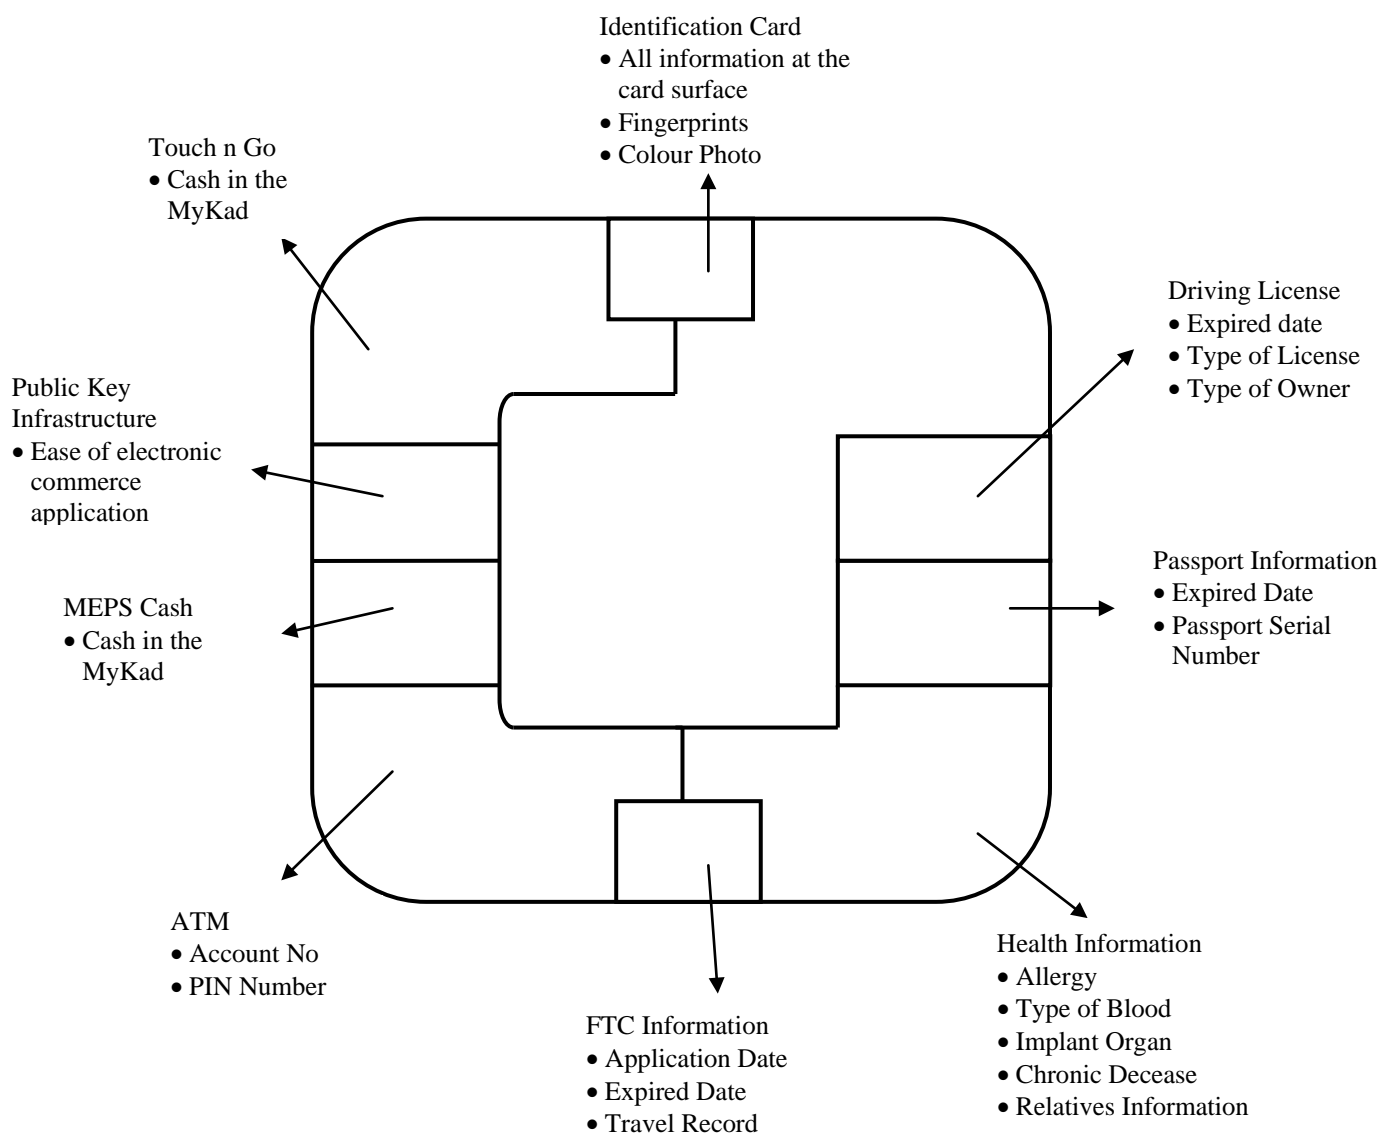 Identification Card
• All information at the
card surface
• Fingerprints
• Colour Photo
Touch n Go
• Cash in the
MyKad
Driving License
• Expired date
• Type of License
• Type of Owner
Public Key
Infrastructure
• Ease of electronic
commerce
application
Passport Information
• Expired Date
• Passport Serial
Number
MEPS Cash
• Cash in the
MyKad
ATM
• Account No
• PIN Number
Health Information
• Allergy
• Type of Blood
• Implant Organ
• Chronic Decease
• Relatives Information
FTC Information
• Application Date
• Expired Date
• Travel Record